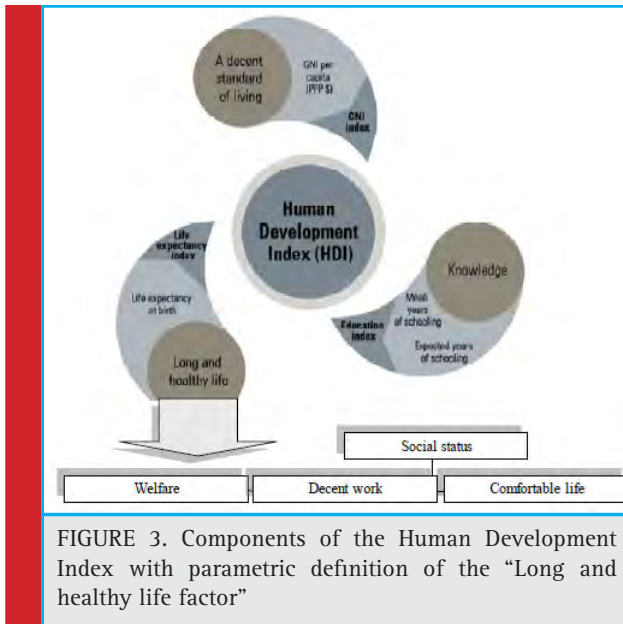 A decent
standard
of living
GNI per
capita
(PPP $)
GNI
index
Human
Development
Index (HDI)
Life
expectancy
index
Life expectancy
at birth
Long and
healthy life
Knowledge
Mean
years
of schooling
Expected years
of schooling
Education
index
Social status
Welfare
Decent work
Comfortable life
FIGURE 3. Components of the Human Development
Index with parametric definition of the “Long and
healthy life factor”